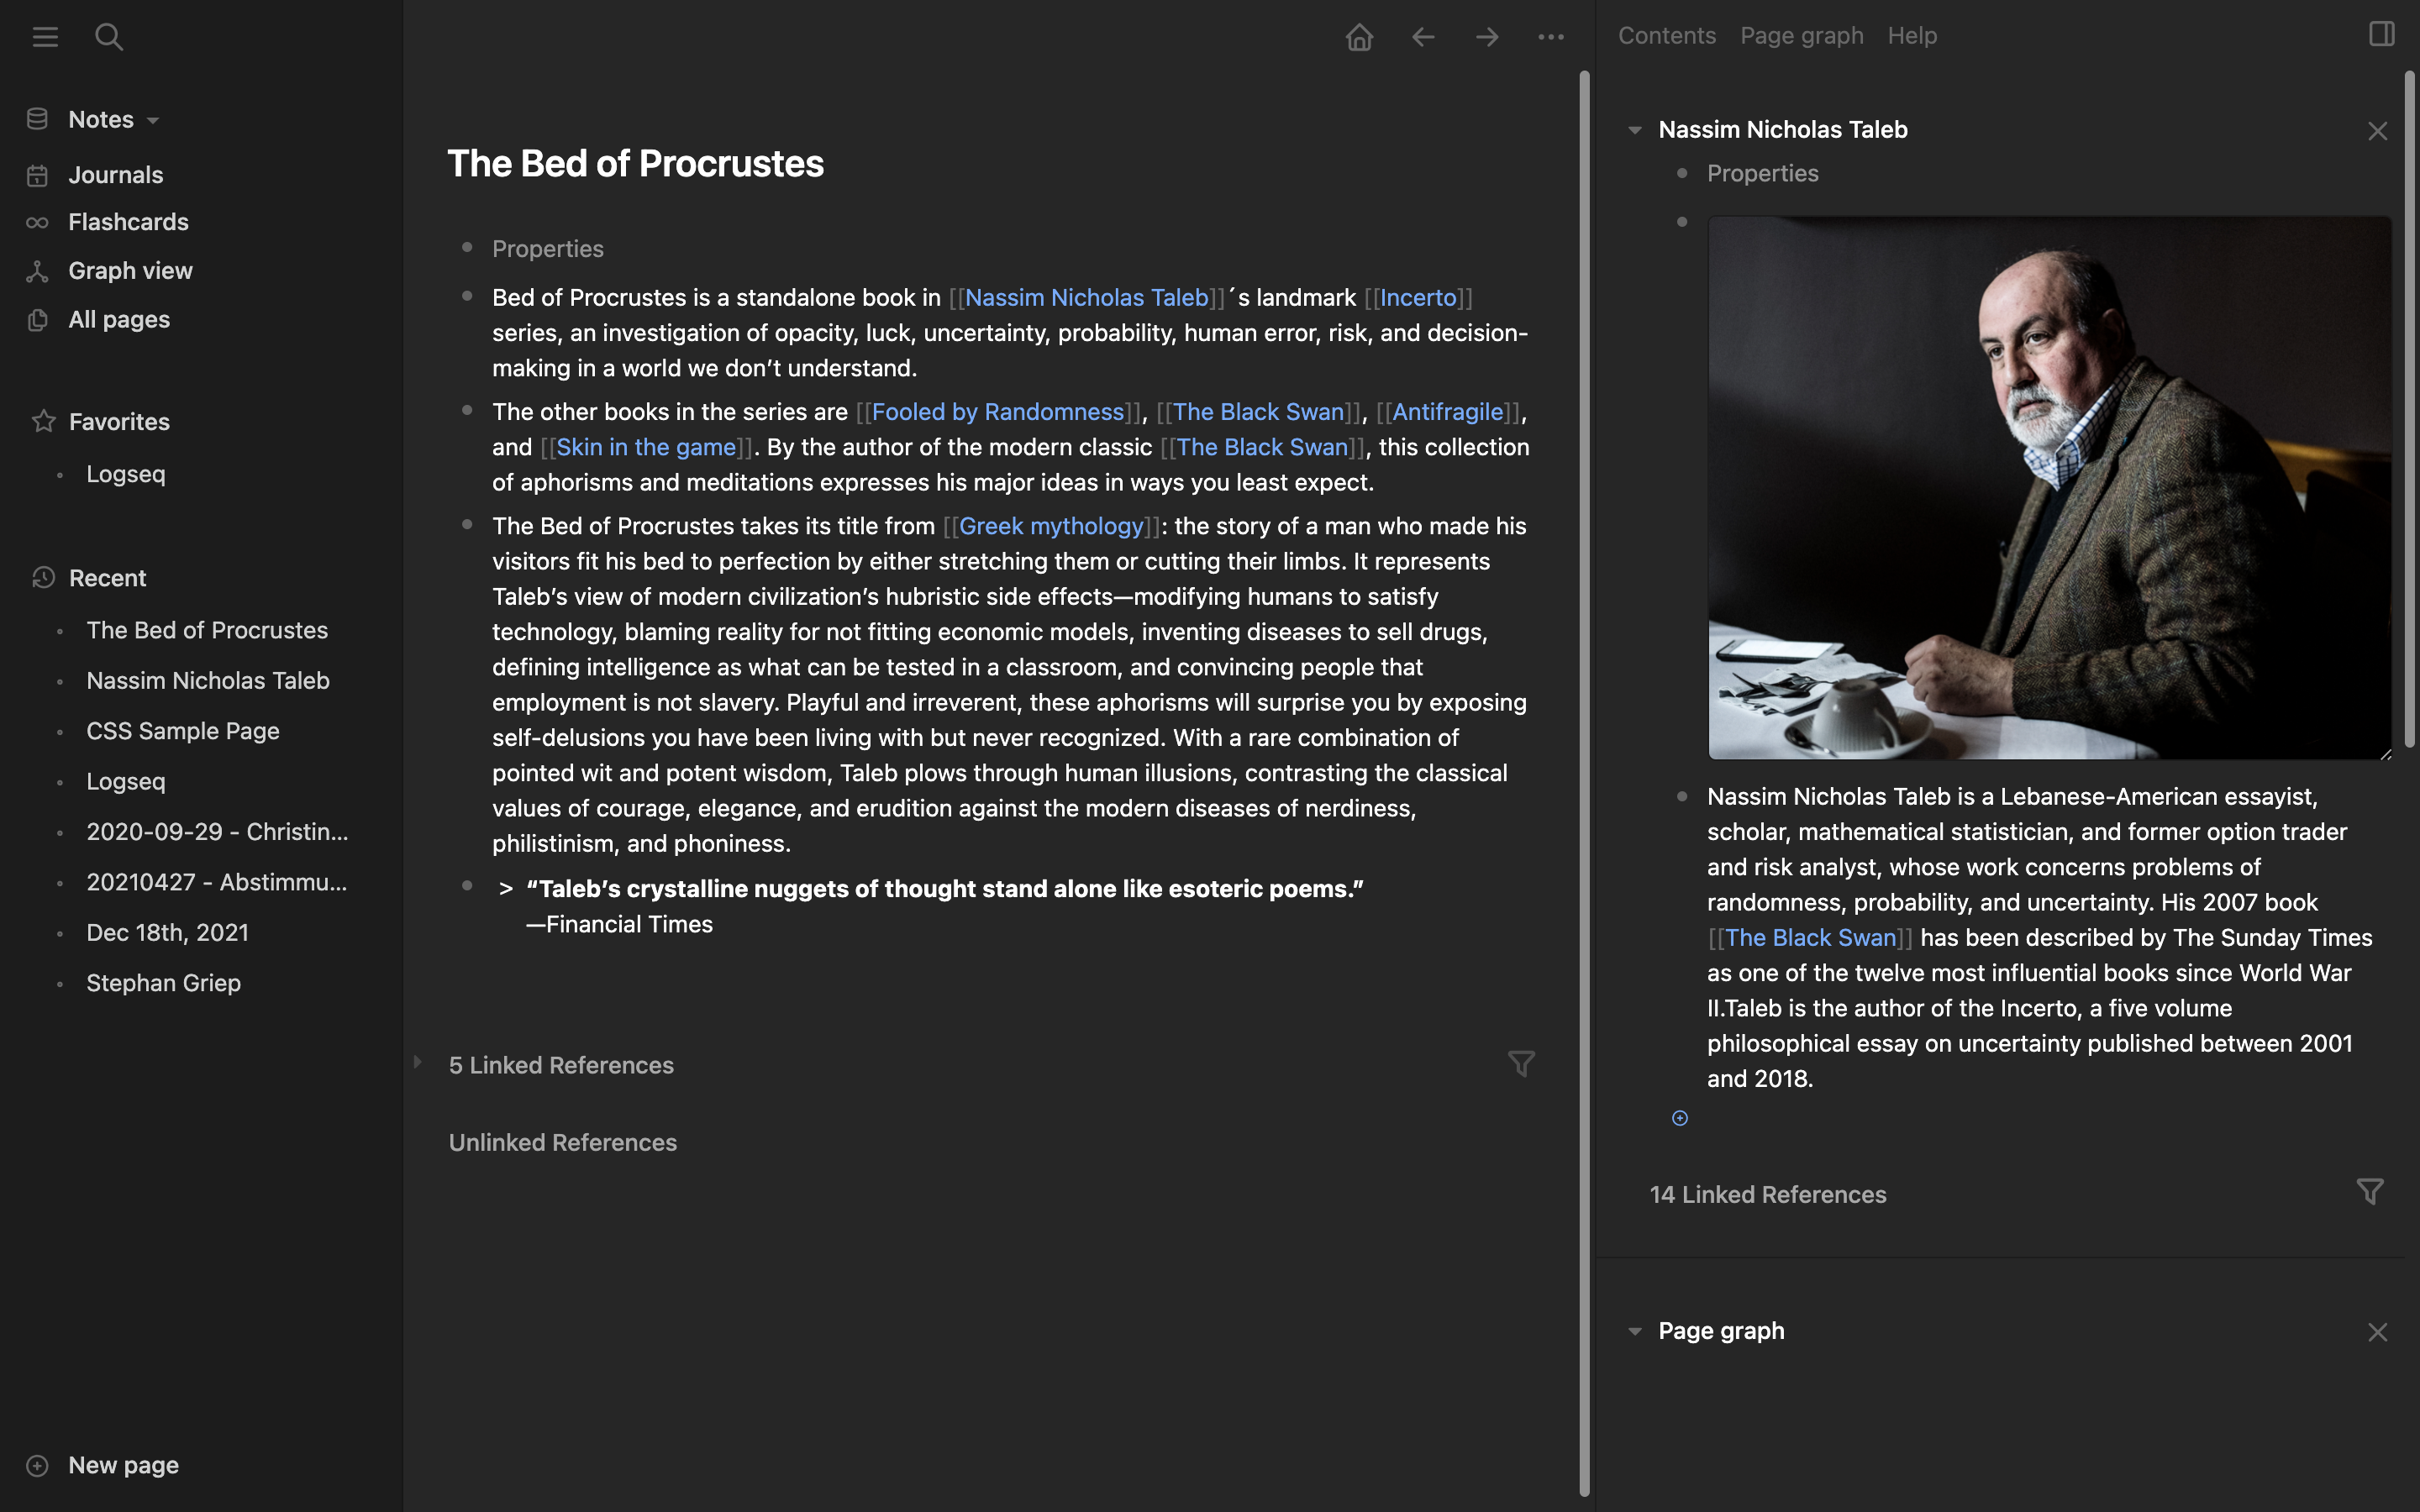 Notes
Journals
Flashcards
Graph view
All pages
Favorites
Logseq
Recent
The Bed of Procrustes
Nassim Nicholas Taleb
CSS Sample Page
Logseq
2020-09-29 - Christin...
20210427 - Abstimmu...
Dec 18th, 2021
Stephan Griep
New page
The Bed of Procrustes
Properties
Bed of Procrustes is a standalone book in [[Nassim Nicholas Taleb]]´s landmark [[Incerto]]
series, an investigation of opacity, luck, uncertainty, probability, human error, risk, and decision-
making in a world we don’t understand.
The other books in the series are [[Fooled by Randomness]], [[The Black Swan]], [[Antifragile]],
and [[Skin in the game]]. By the author of the modern classic [[The Black Swan]], this collection
of aphorisms and meditations expresses his major ideas in ways you least expect.
The Bed of Procrustes takes its title from [[Greek mythology]]: the story of a man who made his
visitors fit his bed to perfection by either stretching them or cutting their limbs. It represents
Taleb’s view of modern civilization’s hubristic side effects—modifying humans to satisfy
technology, blaming reality for not fitting economic models, inventing diseases to sell drugs,
defining intelligence as what can be tested in a classroom, and convincing people that
employment is not slavery. Playful and irreverent, these aphorisms will surprise you by exposing
self-delusions you have been living with but never recognized. With a rare combination of
pointed wit and potent wisdom, Taleb plows through human illusions, contrasting the classical
values of courage, elegance, and erudition against the modern diseases of nerdiness,
philistinism, and phoniness.
> “Taleb’s crystalline nuggets of thought stand alone like esoteric poems.”
—Financial Times
5 Linked References
Unlinked References
Contents Page graph Help
Nassim Nicholas Taleb
Properties
Nassim Nicholas Taleb is a Lebanese-American essayist,
scholar, mathematical statistician, and former option trader
and risk analyst, whose work concerns problems of
randomness, probability, and uncertainty. His 2007 book
[[The Black Swan]] has been described by The Sunday Times
as one of the twelve most influential books since World War
II.Taleb is the author of the Incerto, a five volume
philosophical essay on uncertainty published between 2001
and 2018.
14 Linked References
Page graph